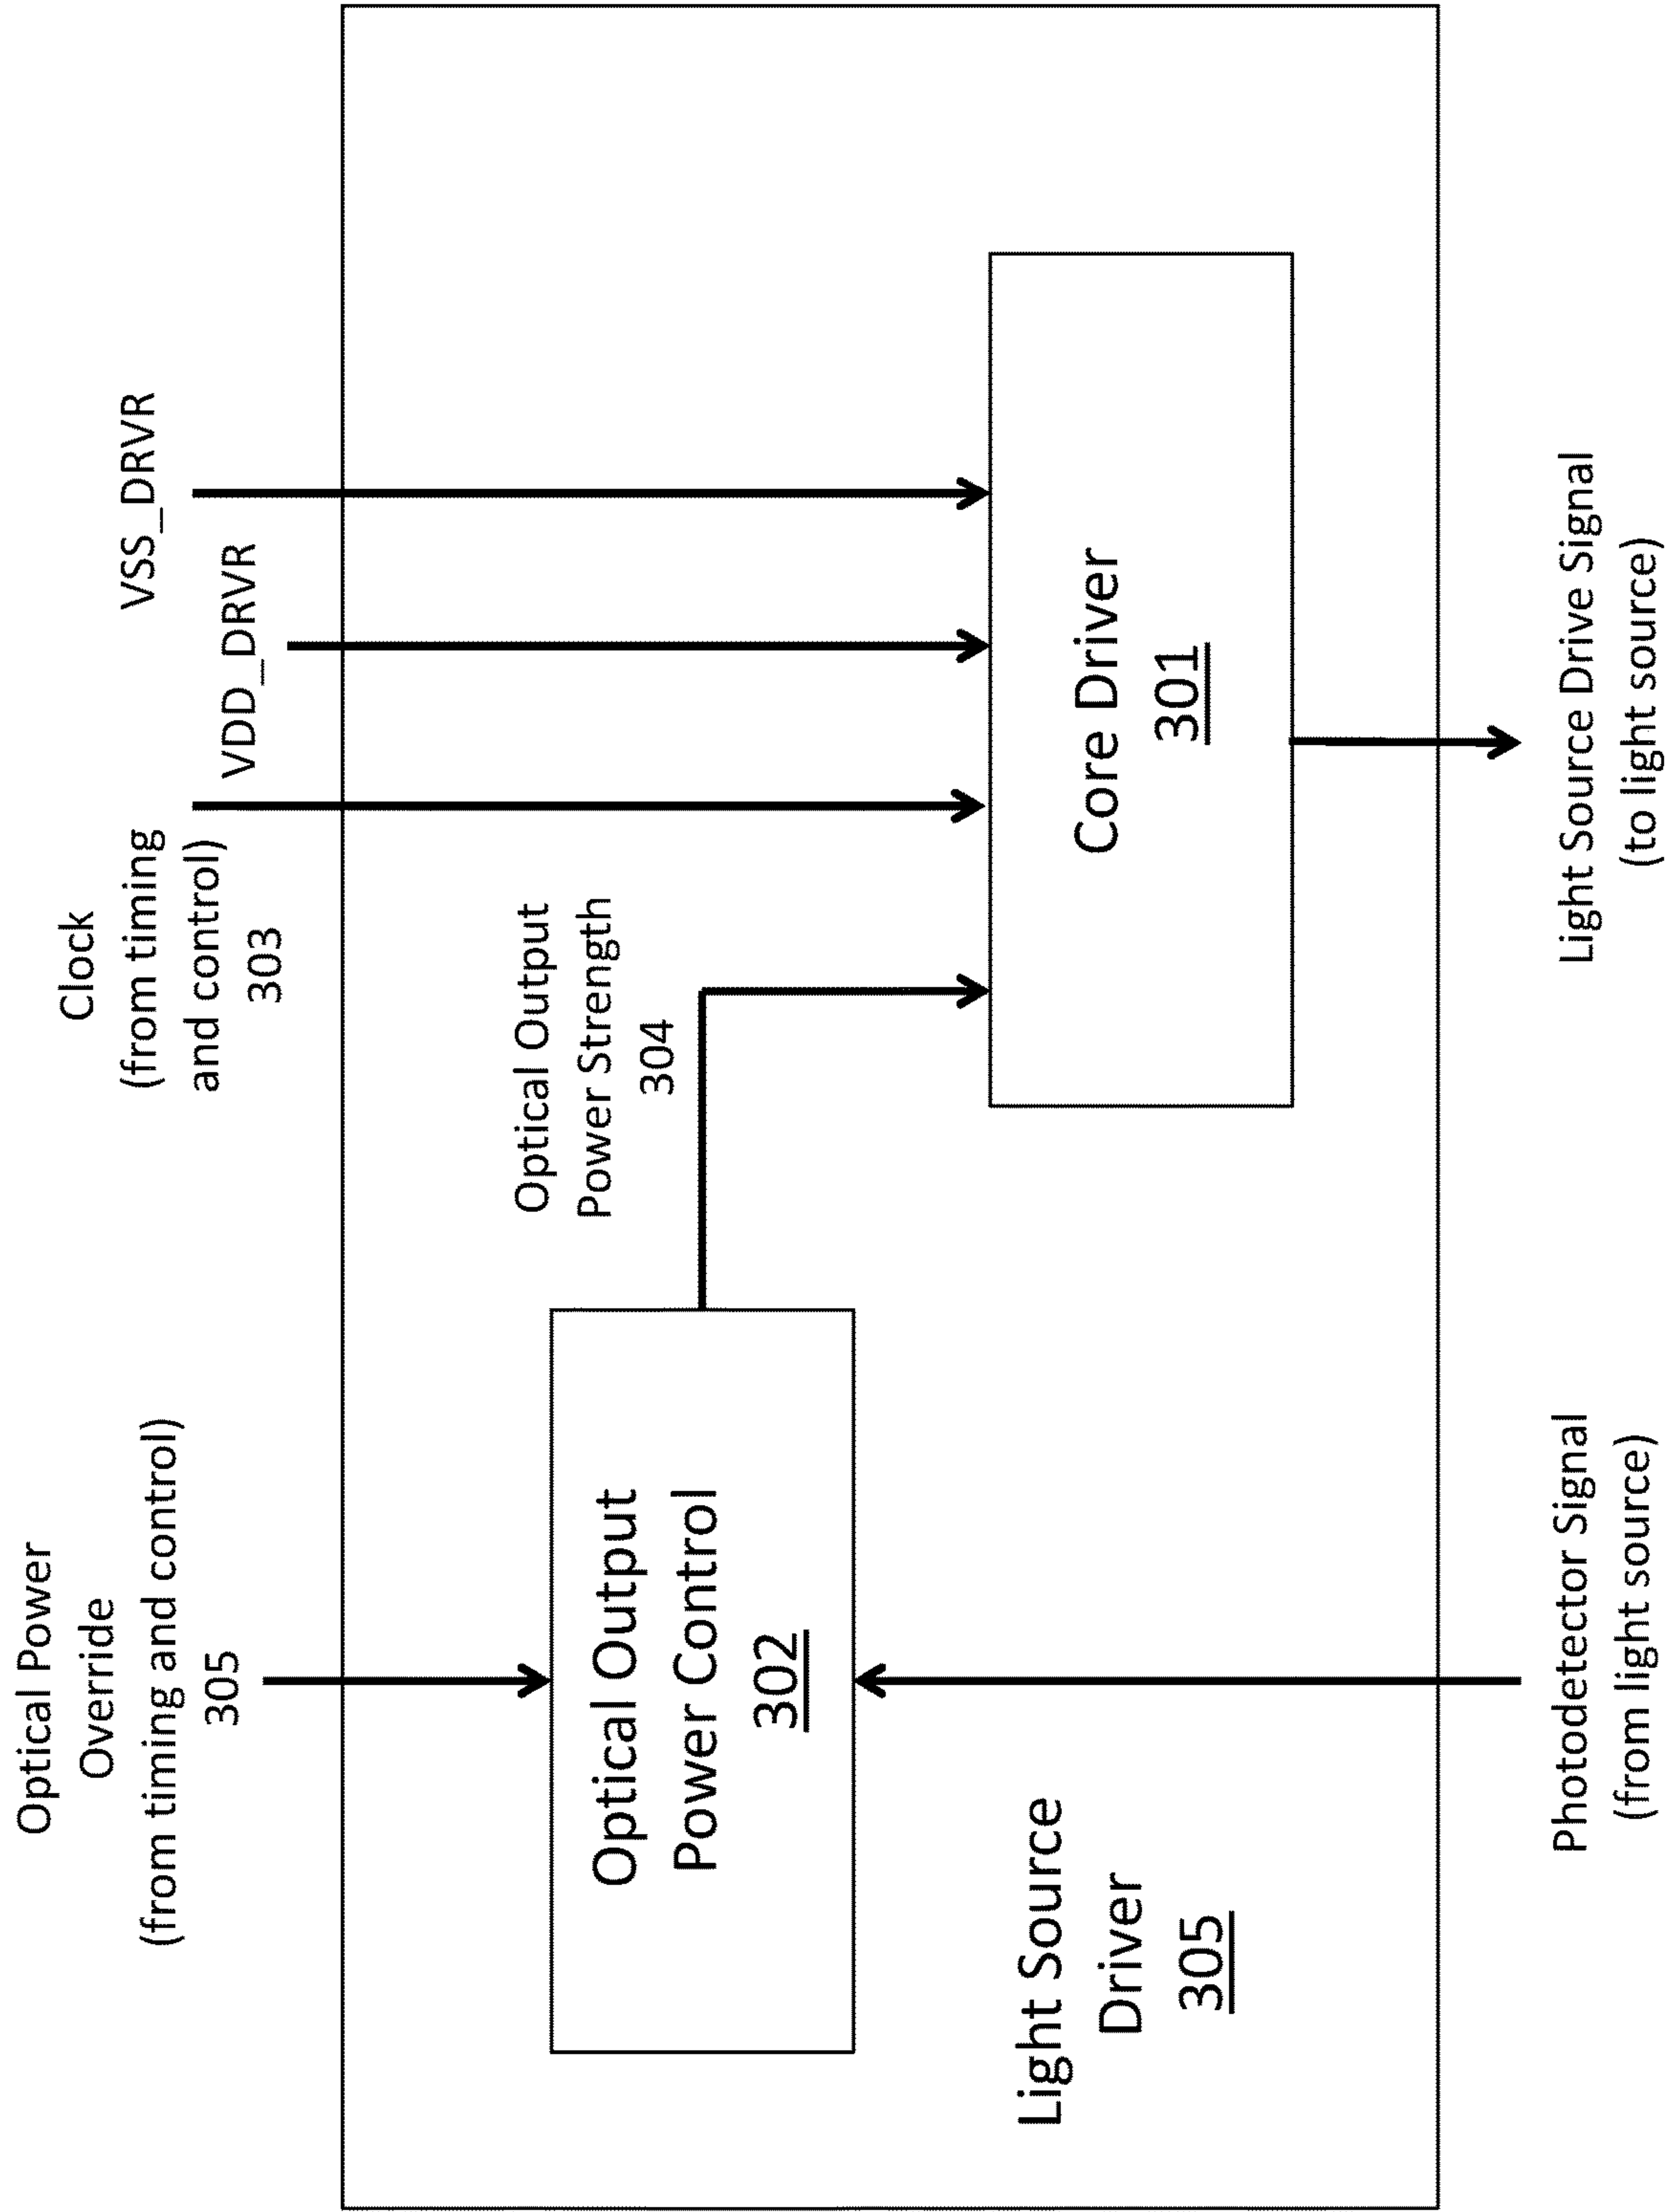 Optical Power
Override
(from timing and control)
305
Clock
(from timing
and control)
303
VDD_DRVR
VSS_DRVR
Optical Output
Power Strength
304
Optical Output
Power Control
302
Core Driver
301
Light Source
Driver
305
Photodetector Signal
(from light source)
Light Source Drive Signal
(to light source)